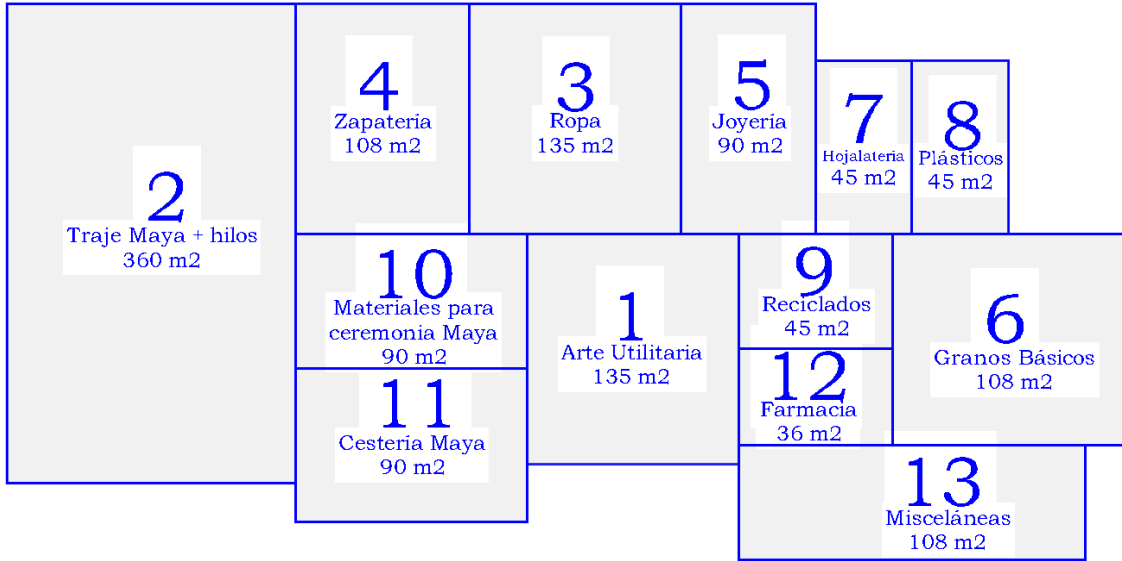 2
Traje Maya + hilos
360 m2
4
Zapatería
108 m2
3
Ropa
135 m2
5
Joyería
90 m2
7
Hojalateria
45 m2
8
Plásticos
45 m2
10
Materiales para
ceremonia Maya
90 m2
11
Cestería Maya
90 m2
1
Arte Utilitaria
135 m2
9
Reciclados
45 m2
12
Farmacia
36 m2
6
Granos Básicos
108 m2
13
Misceláneas
108 m2